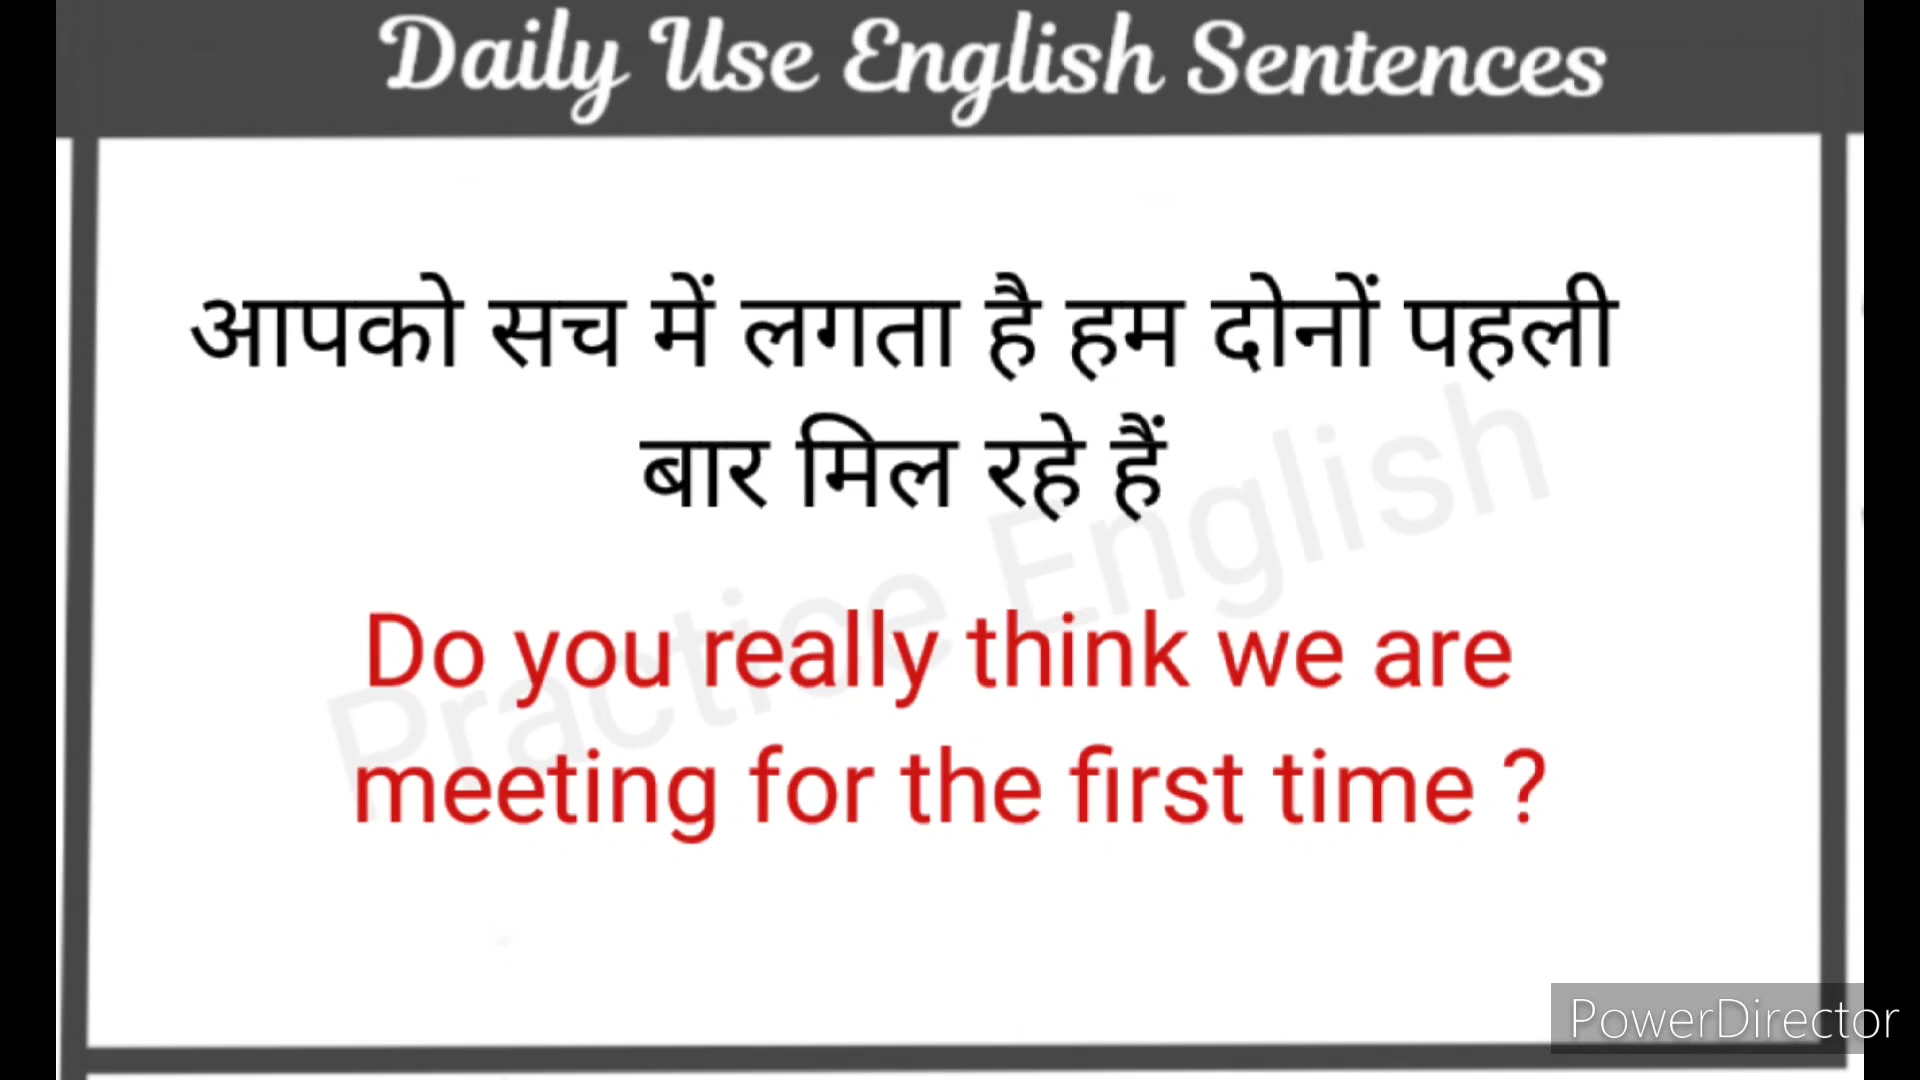 Daily Use English Sentences
आपको सच में लगता है हम दोनों पहली
बार मिल रहे हैं
Practice English
Do you really think we are
meeting for the first time ?
PowerDirector